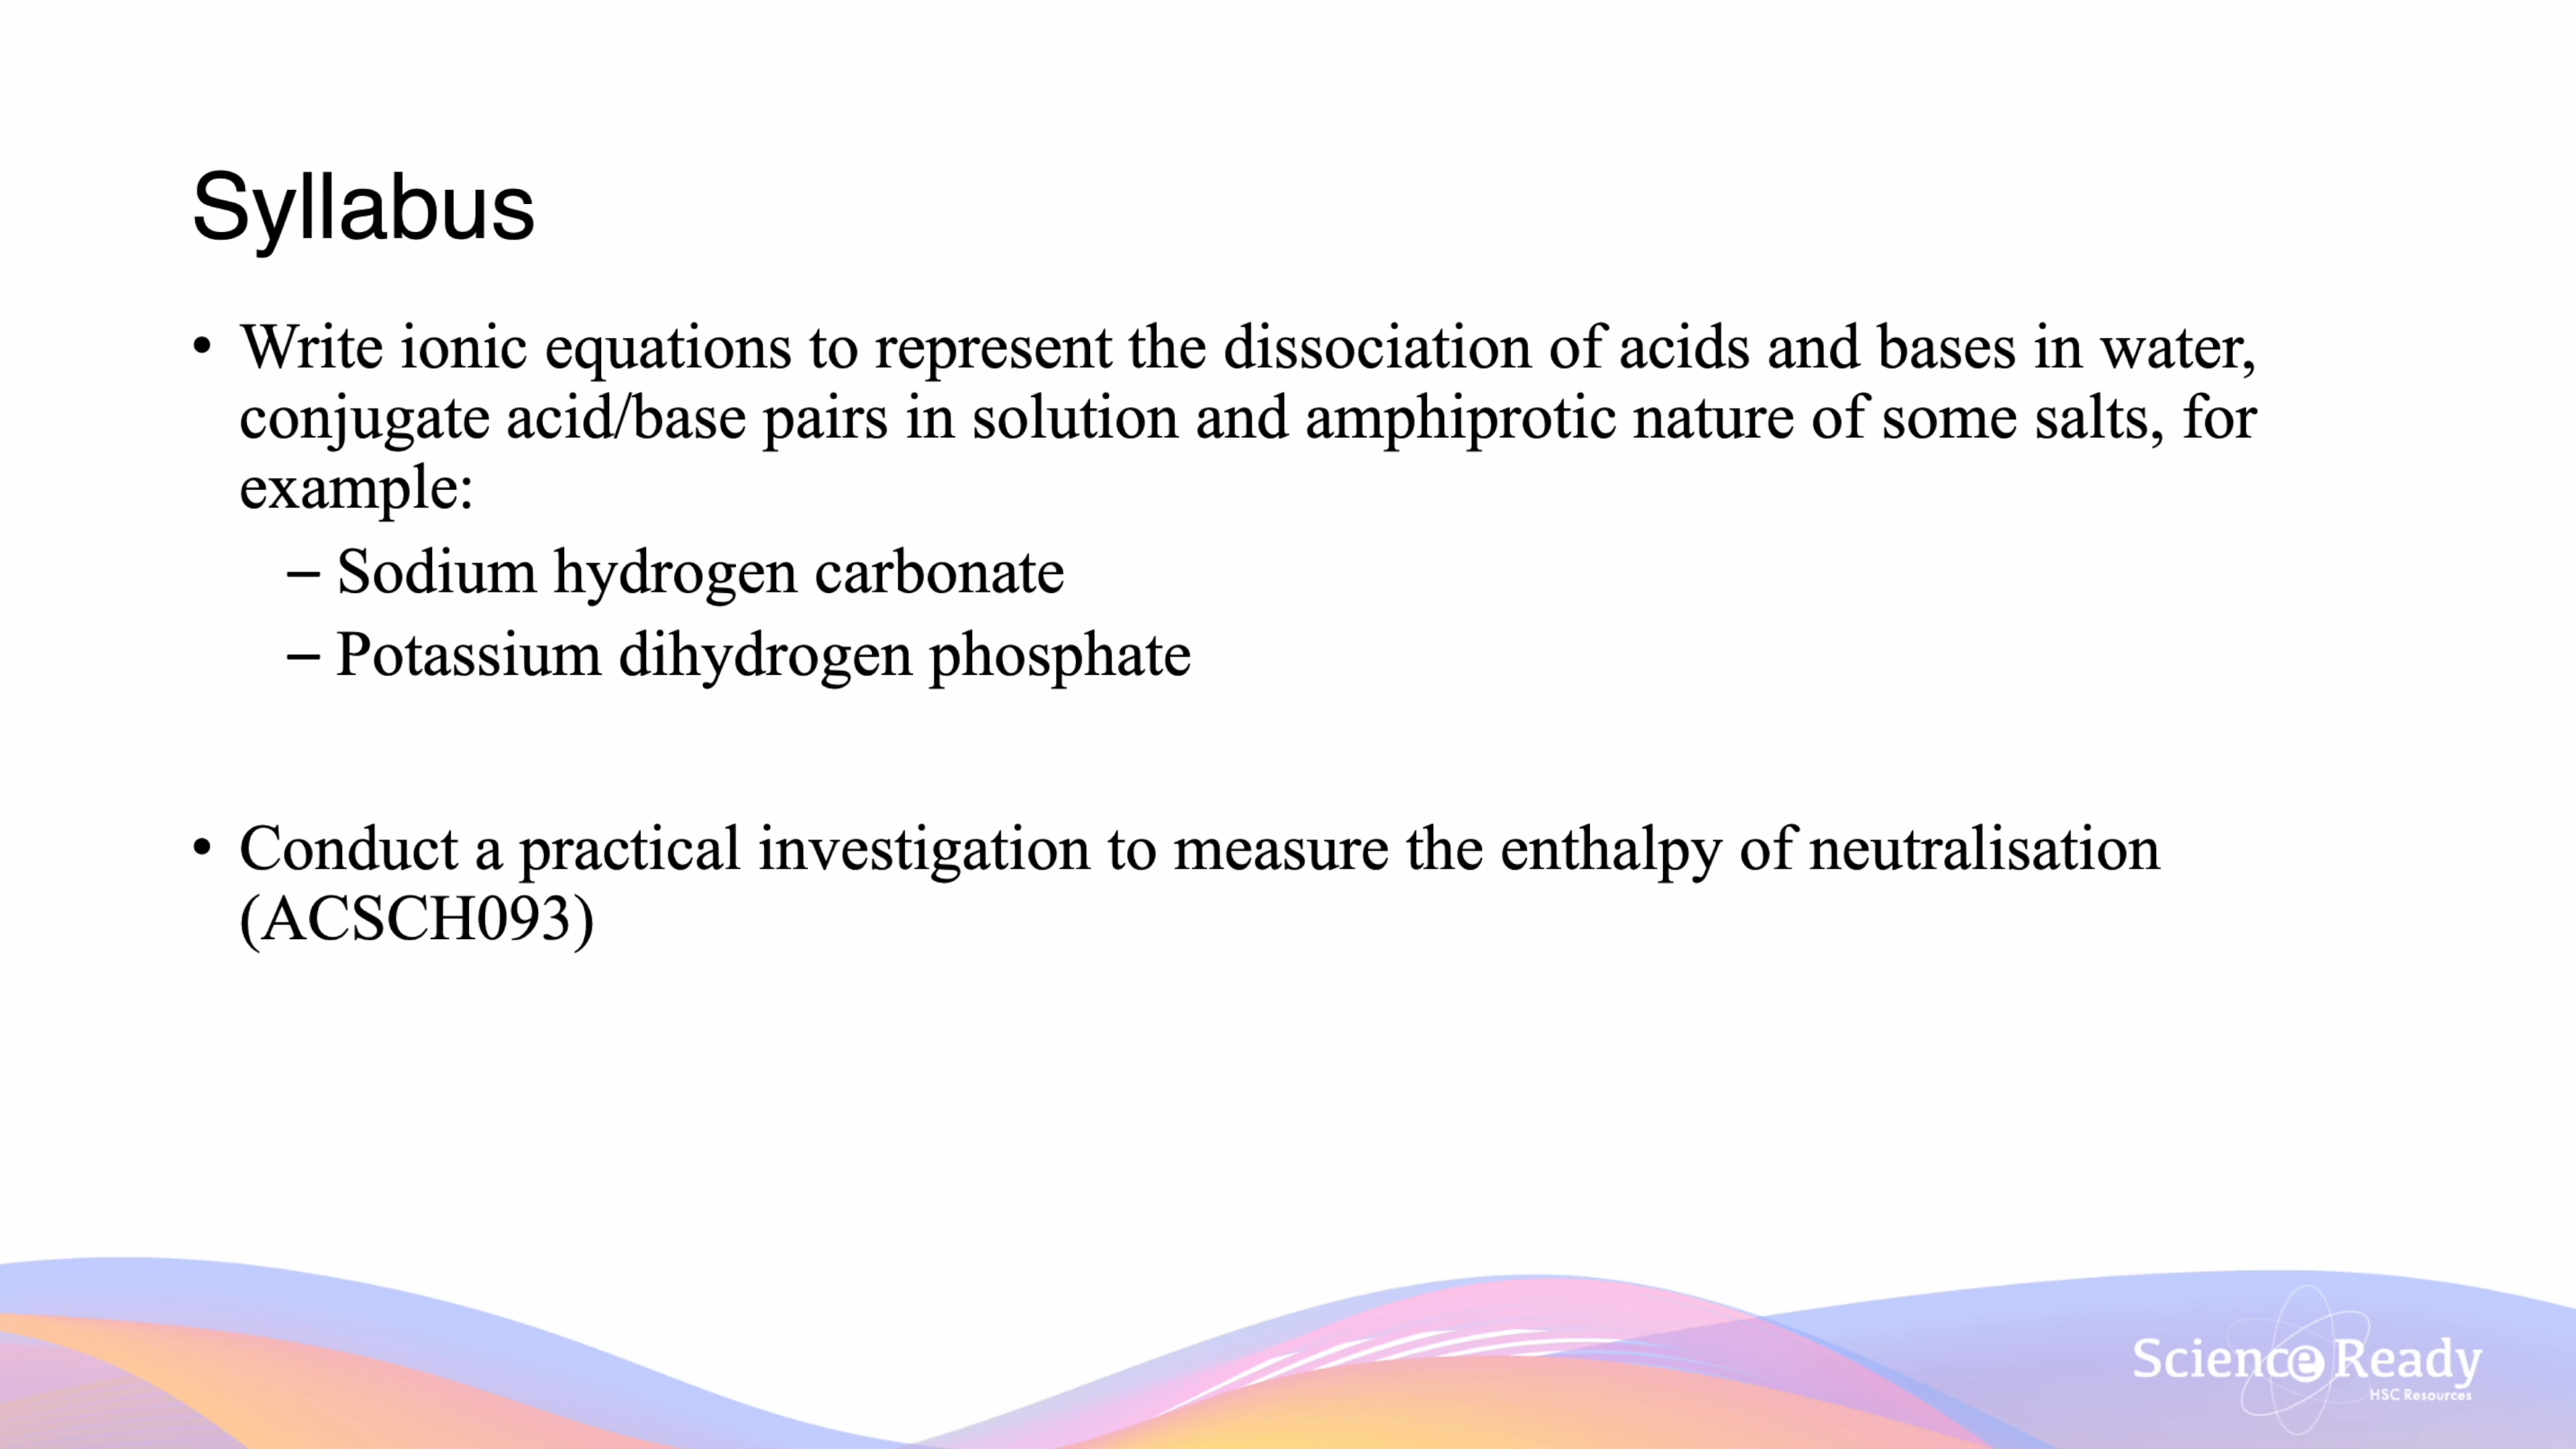 Syllabus
• Write ionic equations to represent the dissociation of acids and bases in water,
conjugate acid/base pairs in solution and amphiprotic nature of some salts, for
example:
– Sodium hydrogen carbonate
– Potassium dihydrogen phosphate
• Conduct a practical investigation to measure the enthalpy of neutralisation
(ACSCH093)
Science Ready
HSC Resources